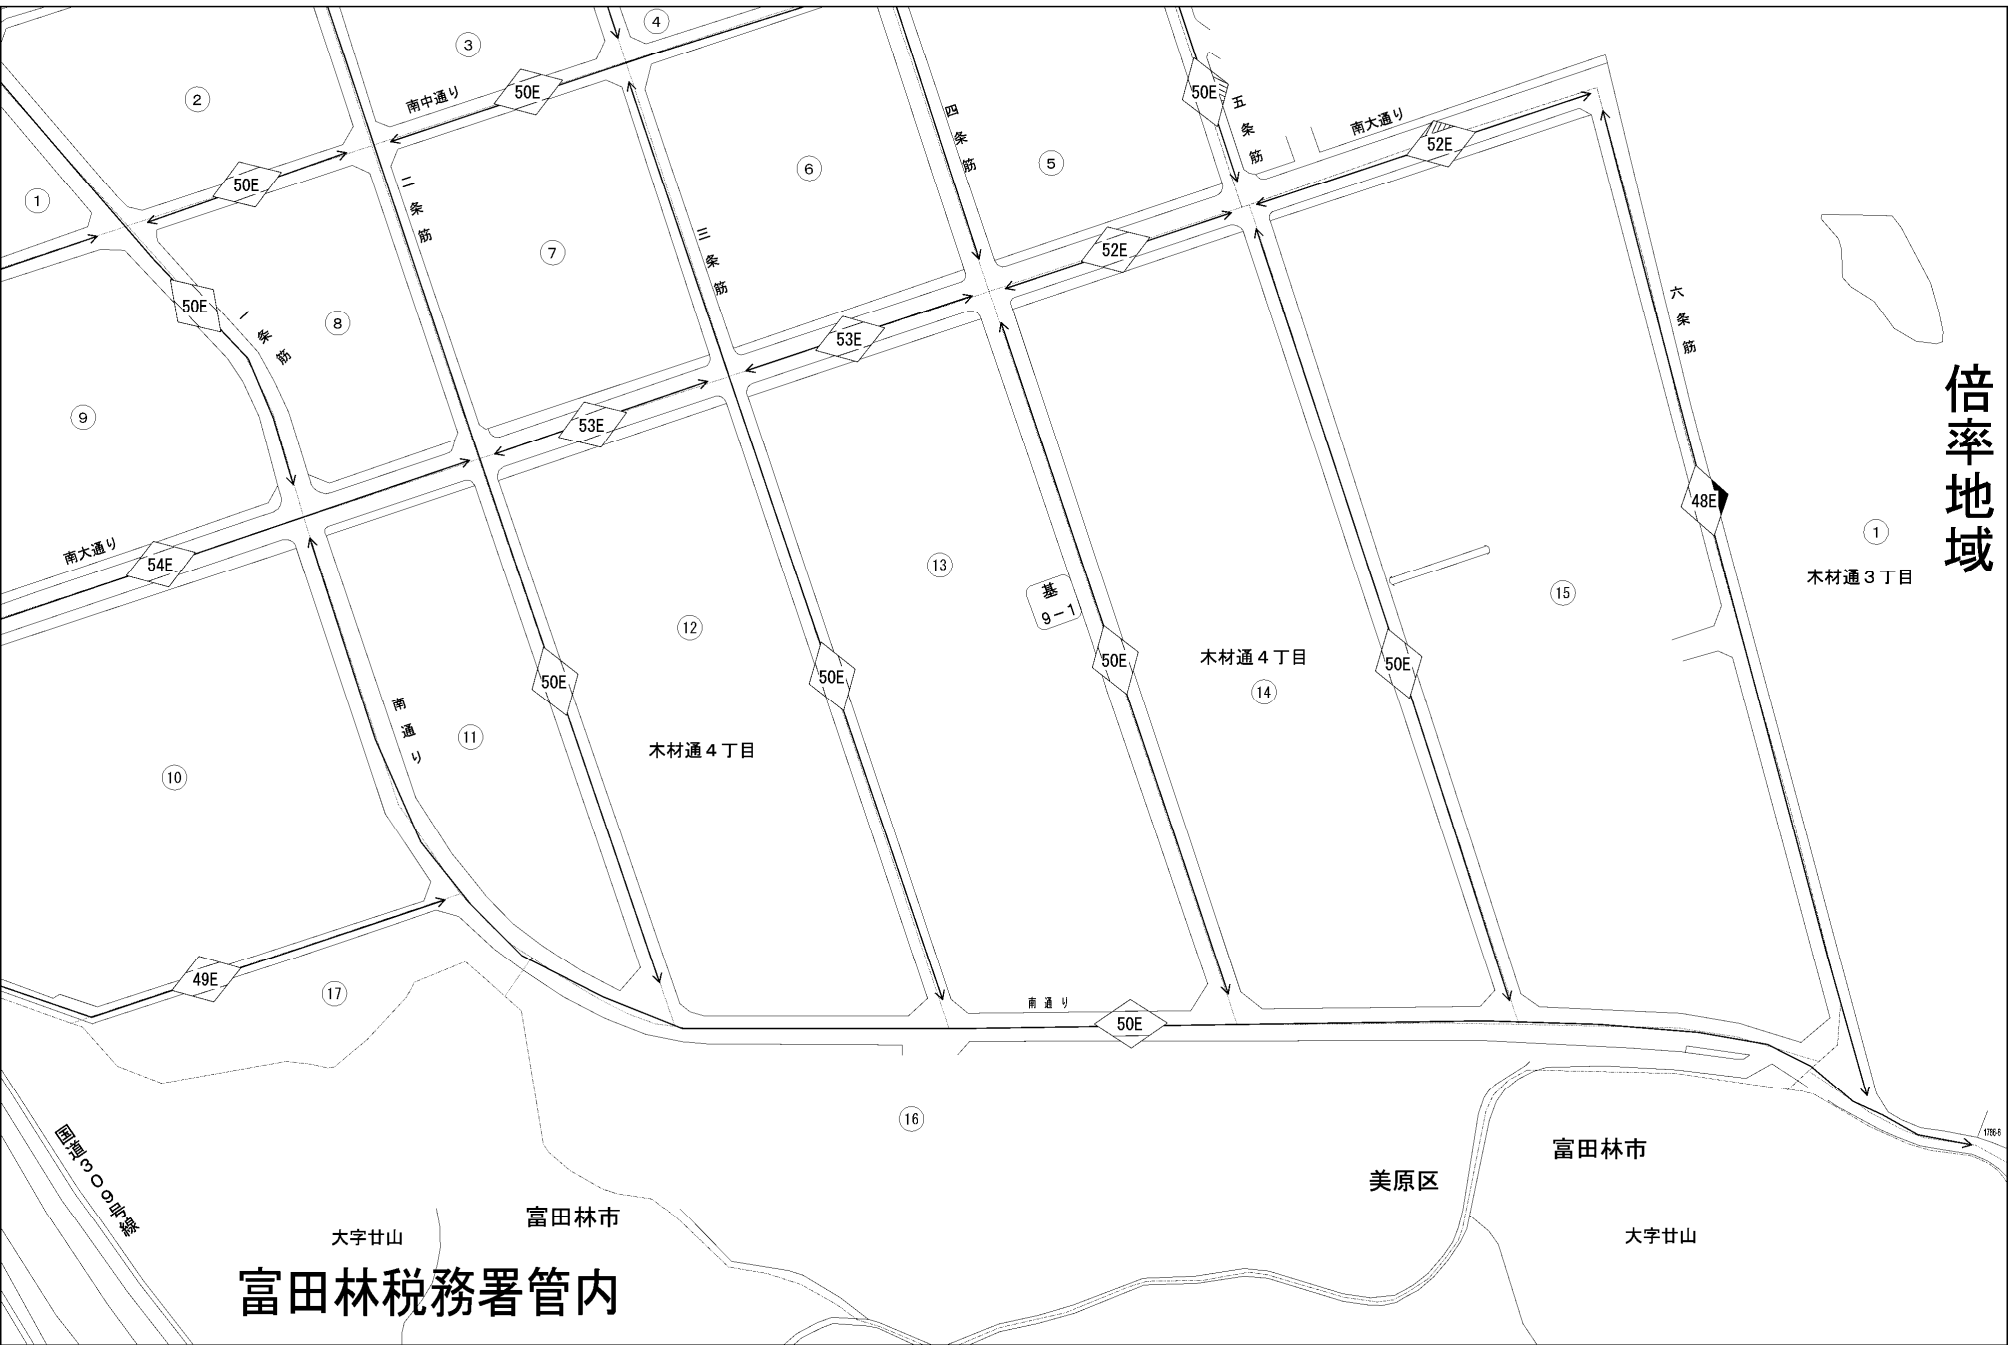 ④
③
50E
南中通り
②
50E
四条筋
五条筋
南大通り
52E
①
50E
二条筋
⑥
⑤
⑦
三条筋
52E
50E
一条筋
⑧
53E
六条筋
⑨
53E
倍率地域
48E
①
木材通3丁目
南大通り
54E
⑬
基
9-1
⑮
⑫
木材通4丁目
⑭
50E
50E
50E
50E
南通り
⑪
木材通4丁目
⑩
49E
⑰
南通り
50E
⑯
国道309号線
1786-6
富田林市
美原区
富田林市
大字廿山
大字廿山
富田林税務署管内
50E